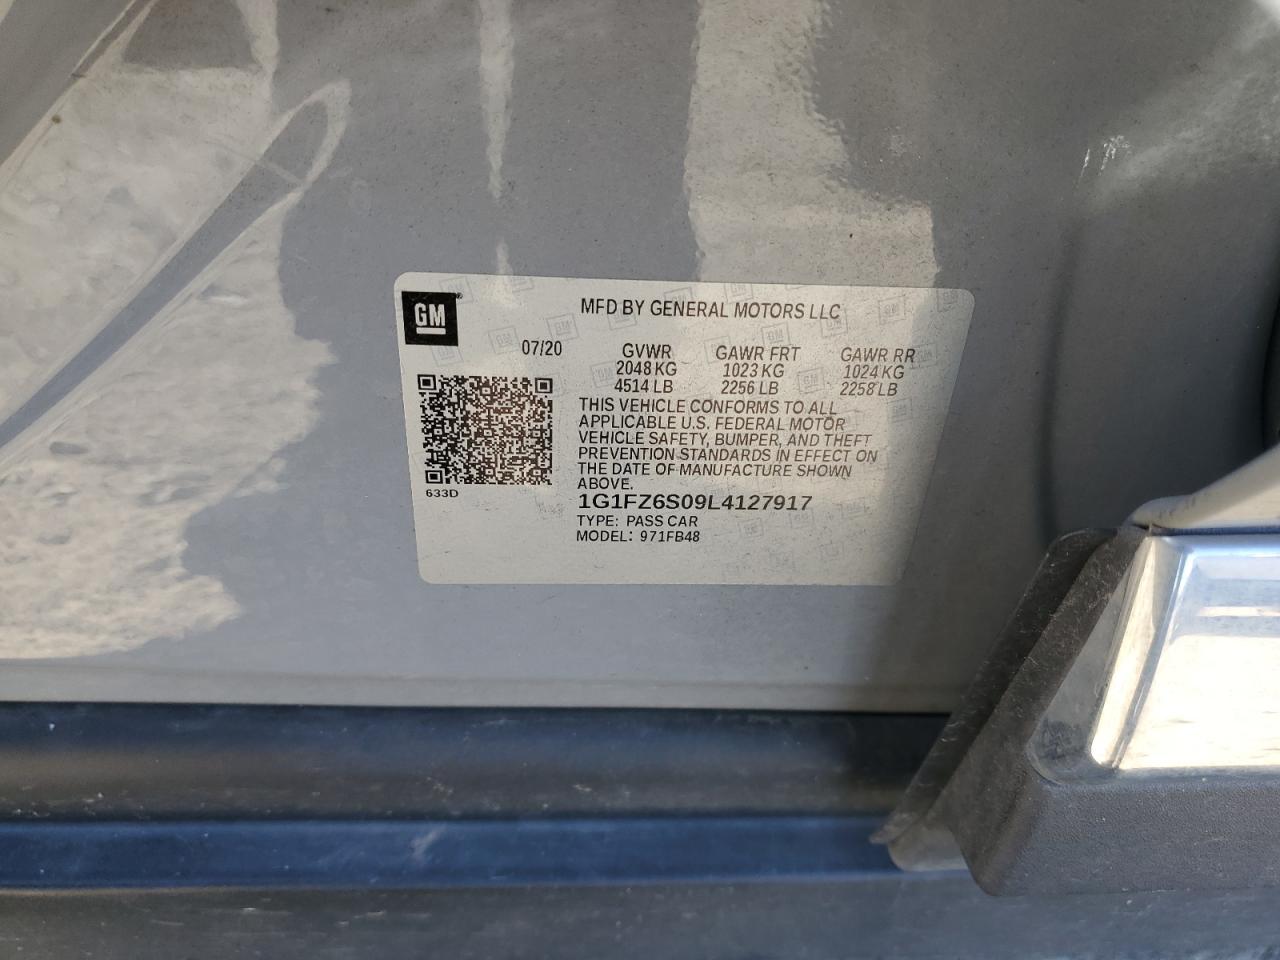 GM
MFD BY GENERAL MOTORS LLC
07/20
GVWR GAWR FRT GAWR RR
2048 KG 1023 KG 1024 KG
4514 LB 2256 LB 2258 LB
THIS VEHICLE CONFORMS TO ALL
APPLICABLE U.S. FEDERAL MOTOR
VEHICLE SAFETY, BUMPER, AND THEFT
PREVENTION STANDARDS IN EFFECT ON
THE DATE OF MANUFACTURE SHOWN
ABOVE.
633D
1G1FZ6S09L4127917
TYPE: PASS CAR
MODEL: 971FB48